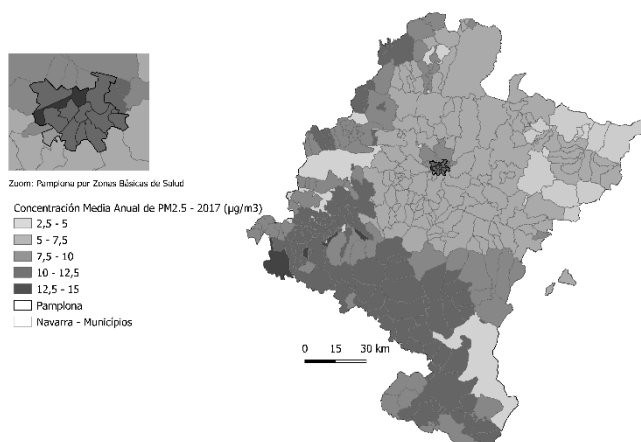 Zoom: Pamplona por Zonas Básicas de Salud
Concentración Media Anual de PM2.5 - 2017 (µg/m3)
2,5 - 5
5 - 7,5
7,5 - 10
10 - 12,5
12,5 - 15
Pamplona
Navarra - Municípios
0 15 30 km